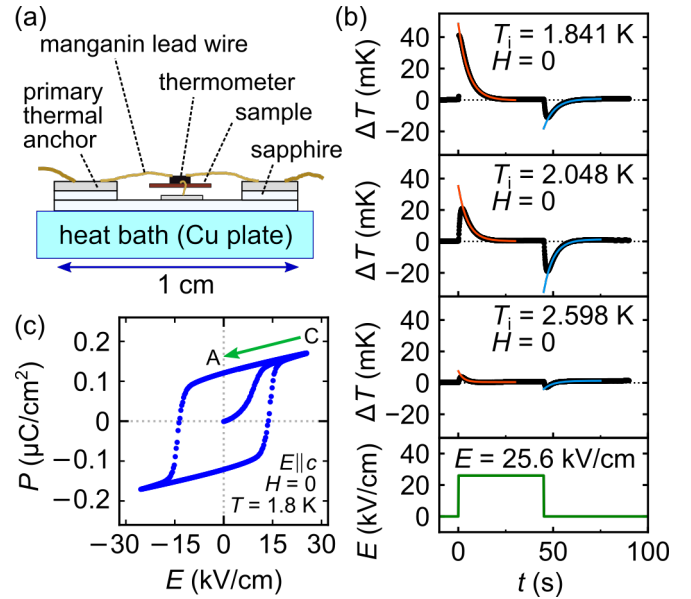 (a)
manganin lead wire
primary
thermal
anchor
thermometer
sample
sapphire
heat bath (Cu plate)
1 cm
(b)
40
20
0
−20
ΔT (mK)
Ti = 1.841 K
H = 0
40
20
0
−20
ΔT (mK)
Ti = 2.048 K
H = 0
40
20
0
−20
ΔT (mK)
Ti = 2.598 K
H = 0
40
20
0
E (kV/cm)
E = 25.6 kV/cm
0 50 100
t (s)
(c)
0.2
0.1
0
−0.1
−0.2
P (μC/cm²)
A
C
E||c
H = 0
T = 1.8 K
−30 −15 0 15 30
E (kV/cm)